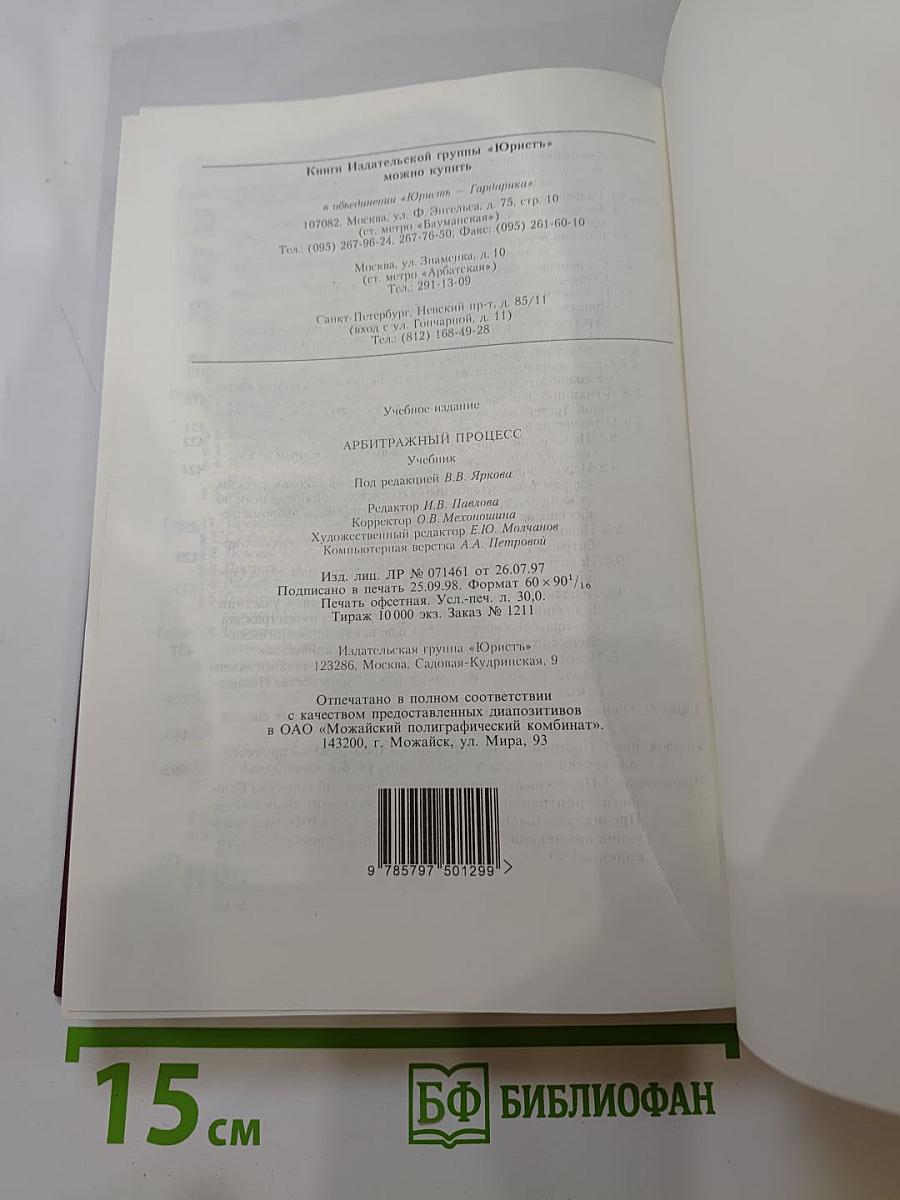 Книги Издательской группы «Юристъ»
можно купить
в объединении «Юристъ — Гардарика»:
107082, Москва, ул. Ф. Энгельса, д. 75, стр. 10
(ст. метро «Бауманская»)
Тел.: (095) 267-96-24, 267-76-50; Факс: (095) 261-60-10
Москва, ул. Знаменка, д. 10
(ст. метро «Арбатская»)
Тел.: 291-13-09
Санкт-Петербург, Невский пр-т, д. 85/11
(вход с ул. Гончарной, д. 11)
Тел.: (812) 168-49-28
Учебное издание
АРБИТРАЖНЫЙ ПРОЦЕСС
Учебник
Под редакцией В.В. Яркова
Редактор И.В. Павлова
Корректор О.В. Мехоношина
Художественный редактор Е.Ю. Молчанов
Компьютерная верстка А.А. Петровой
Изд. лиц. ЛР № 071461 от 26.07.97
Подписано в печать 25.09.98. Формат 60 × 90¹/₁₆
Печать офсетная. Усл.-печ. л. 30,0.
Тираж 10 000 экз. Заказ № 1211
Издательская группа «Юристъ»
123286, Москва, Садовая-Кудринская, 9
Отпечатано в полном соответствии
с качеством предоставленных диапозитивов
в ОАО «Можайский полиграфический комбинат».
143200, г. Можайск, ул. Мира, 93
9 785797 501299 >
15 см
БФ БИБЛИОФАН